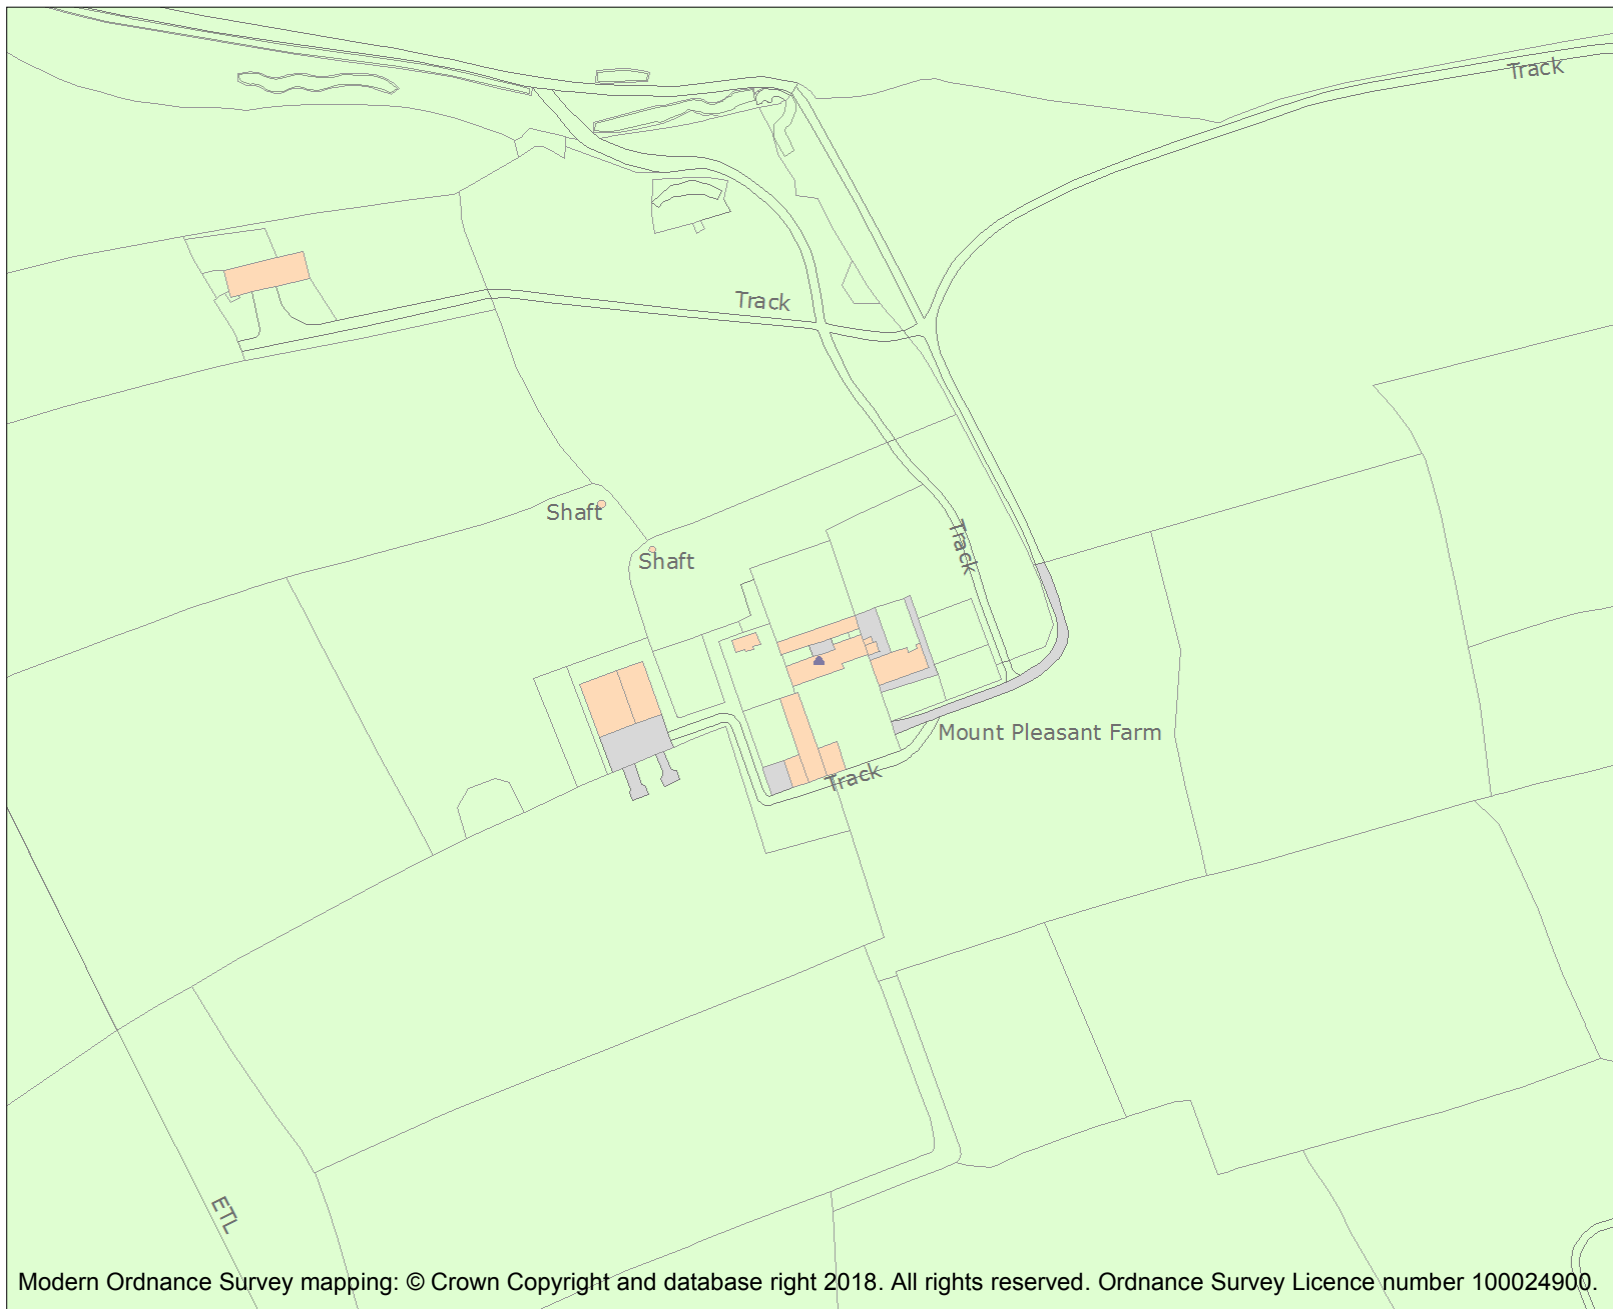 Track
Track
Shaft
Shaft
Track
Mount Pleasant Farm
Track
ETL
Modern Ordnance Survey mapping: © Crown Copyright and database right 2018. All rights reserved. Ordnance Survey Licence number 100024900.